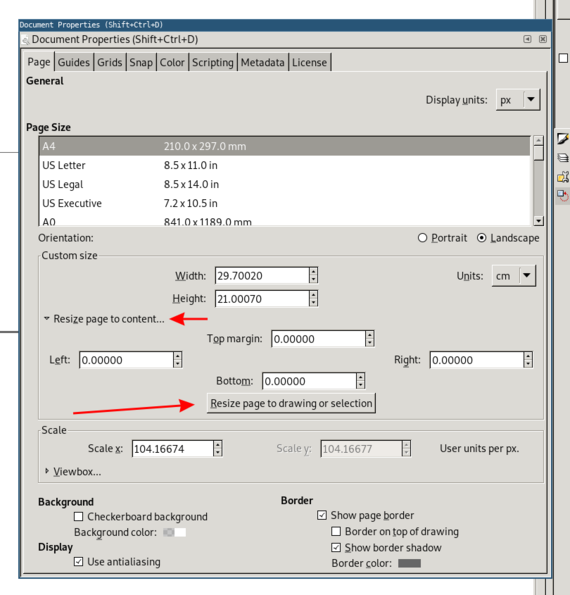 Document Properties (Shift+Ctrl+D)
Document Properties (Shift+Ctrl+D)
Page Guides Grids Snap Color Scripting Metadata License
General
Display units: px
Page Size
A4 210.0 x 297.0 mm
US Letter 8.5 x 11.0 in
US Legal 8.5 x 14.0 in
US Executive 7.2 x 10.5 in
A0 841.0 x 1189.0 mm
Orientation: Portrait Landscape
Custom size
Width: 29.70020 Units: cm
Height: 21.00070
Resize page to content...
Top margin: 0.00000
Left: 0.00000 Right: 0.00000
Bottom: 0.00000
Resize page to drawing or selection
Scale
Scale x: 104.16674 Scale y: 104.16677 User units per px.
Viewbox...
Background Border
Checkerboard background Show page border
Background color: Border on top of drawing
Display Show border shadow
Use antialiasing Border color: